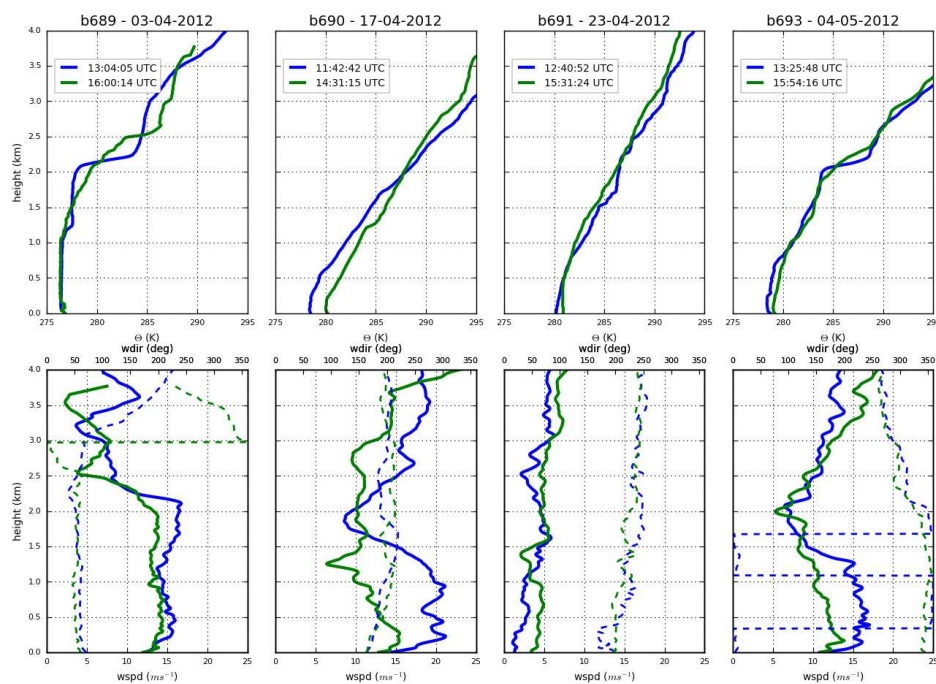 b689 - 03-04-2012
b690 - 17-04-2012
b691 - 23-04-2012
b693 - 04-05-2012
4.0
3.5
3.0
2.5
2.0
1.5
1.0
0.5
0.0
height (km)
13:04:05 UTC
16:00:14 UTC
11:42:42 UTC
14:31:15 UTC
12:40:52 UTC
15:31:24 UTC
13:25:48 UTC
15:54:16 UTC
275 280 285 290 295
275 280 285 290 295
275 280 285 290 295
275 280 285 290 295
Θ (K)
Θ (K)
Θ (K)
Θ (K)
wdir (deg)
wdir (deg)
wdir (deg)
wdir (deg)
0 50 100 150 200 250 300 350
0 50 100 150 200 250 300 350
0 50 100 150 200 250 300 350
0 50 100 150 200 250 300 350
4.0
3.5
3.0
2.5
2.0
1.5
1.0
0.5
0.0
height (km)
0 5 10 15 20 25
0 5 10 15 20 25
0 5 10 15 20 25
0 5 10 15 20 25
wspd (ms⁻¹)
wspd (ms⁻¹)
wspd (ms⁻¹)
wspd (ms⁻¹)